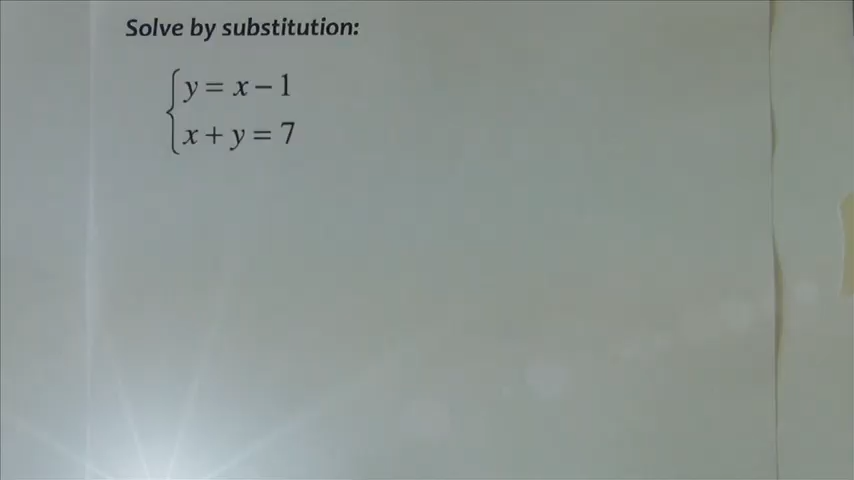 Solve by substitution:
y = x − 1
x + y = 7